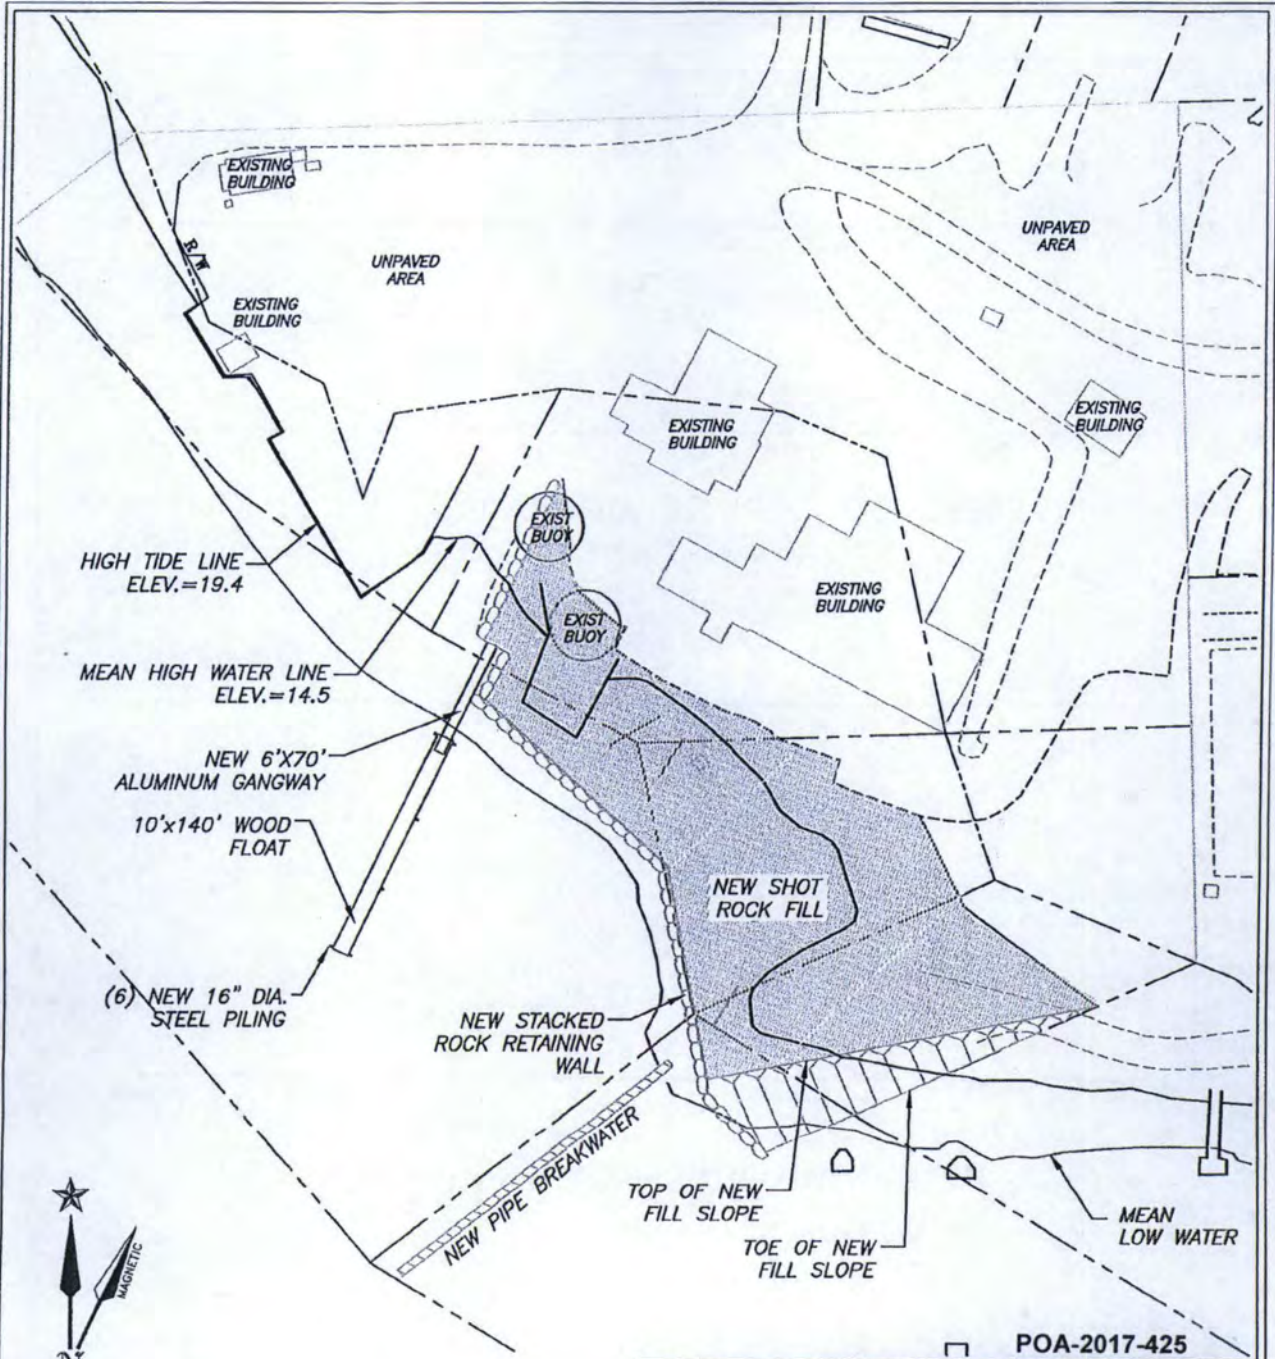 EXISTING
BUILDING
UNPAVED
AREA
R/W
UNPAVED
AREA
EXISTING
BUILDING
EXISTING
BUILDING
EXISTING
BUILDING
EXIST
BUOY
HIGH TIDE LINE
ELEV.=19.4
EXISTING
BUILDING
EXIST
BUOY
MEAN HIGH WATER LINE
ELEV.=14.5
NEW 6'X70'
ALUMINUM GANGWAY
10'x140' WOOD
FLOAT
NEW SHOT
ROCK FILL
(6) NEW 16" DIA.
STEEL PILING
NEW STACKED
ROCK RETAINING
WALL
NEW PIPE BREAKWATER
TOP OF NEW
FILL SLOPE
MEAN
LOW WATER
TOE OF NEW
FILL SLOPE
MAGNETIC
N
POA-2017-425